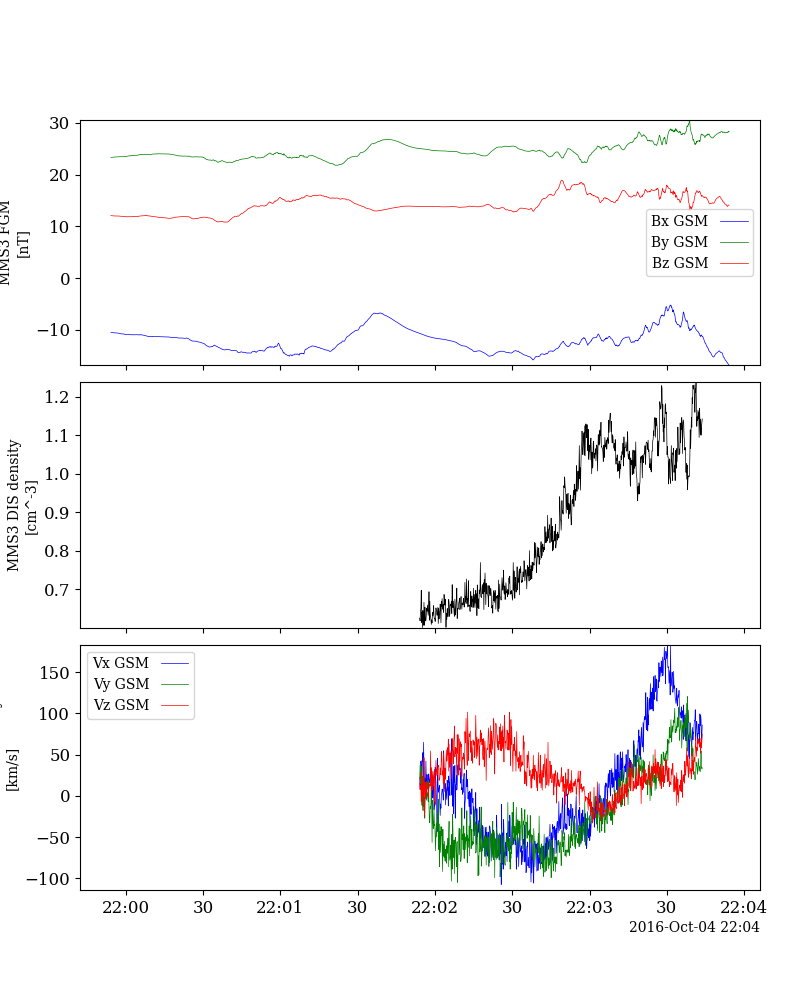 30
20
10
0
−10
MMS3 FGM
[nT]
Bx GSM
By GSM
Bz GSM
1.2
1.1
1.0
0.9
0.8
0.7
MMS3 DIS density
[cm^-3]
150
100
50
0
−50
−100
[km/s]
Vx GSM
Vy GSM
Vz GSM
22:00 30 22:01 30 22:02 30 22:03 30 22:04
2016-Oct-04 22:04